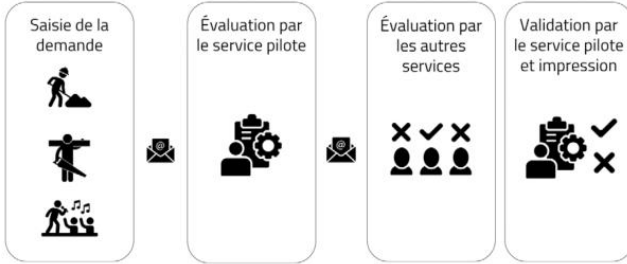 Saisie de la
demande
Évaluation par
le service pilote
Évaluation par
les autres
services
Validation par
le service pilote
et impression
@
@